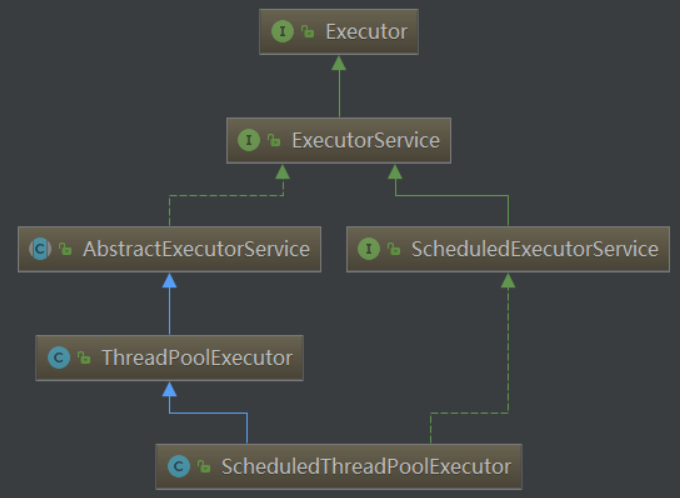 I Executor
I ExecutorService
C AbstractExecutorService
I ScheduledExecutorService
C ThreadPoolExecutor
C ScheduledThreadPoolExecutor